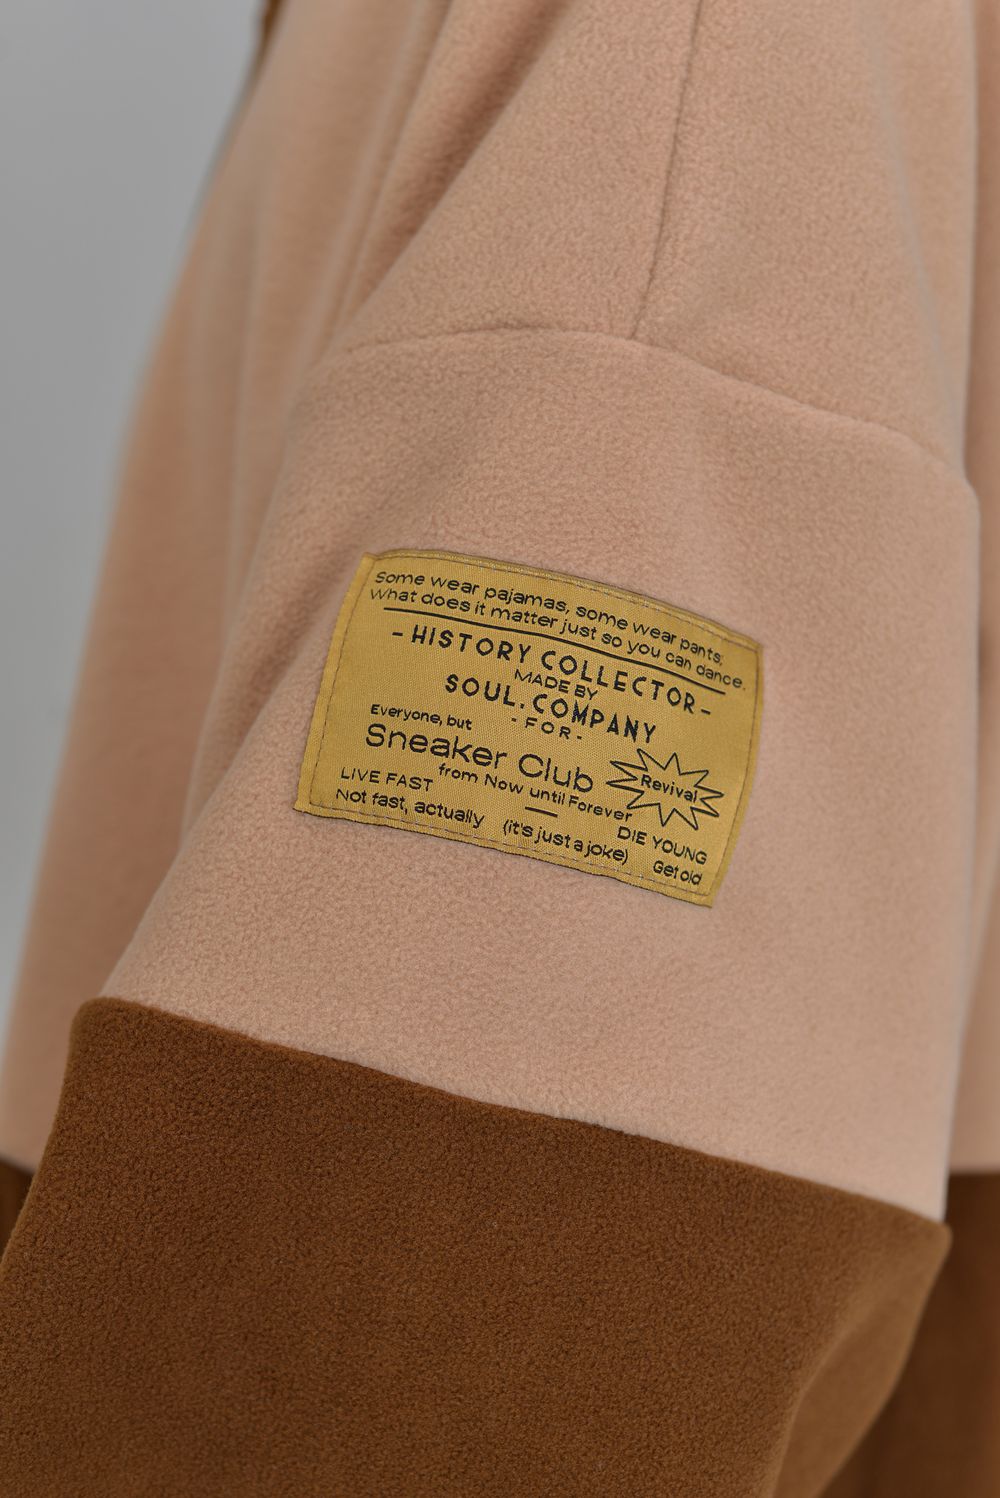 Some wear pajamas, some wear pants;
What does it matter just so you can dance.
- HISTORY COLLECTOR -
MADE BY
SOUL. COMPANY
- FOR -
Everyone, but
Sneaker Club
Revival
from Now until Forever
LIVE FAST
DIE YOUNG
Not fast, actually
(it's just a joke)
Get old